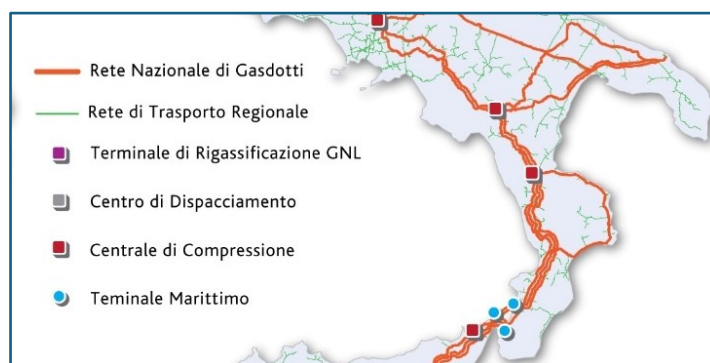 Rete Nazionale di Gasdotti
Rete di Trasporto Regionale
Terminale di Rigassificazione GNL
Centro di Dispacciamento
Centrale di Compressione
Teminale Marittimo